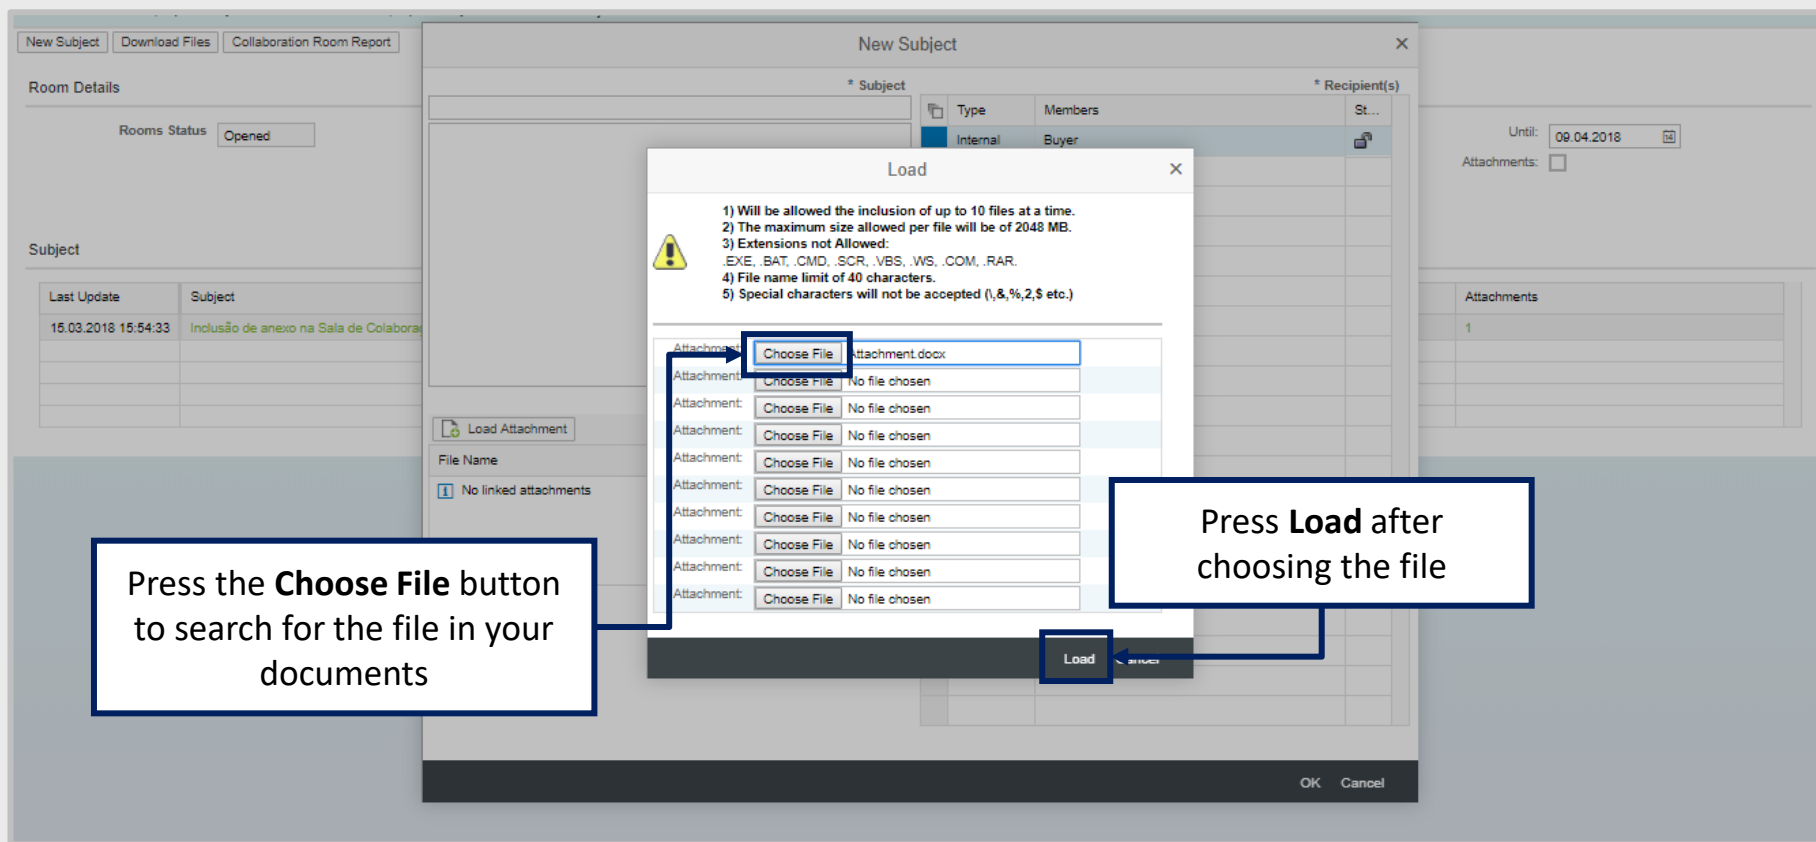 New Subject Download Files Collaboration Room Report
New Subject
Room Details
* Subject
* Recipient(s)
Type Members St...
Rooms Status Opened
Internal Buyer
Until: 09.04.2018
Attachments:
Load
1) Will be allowed the inclusion of up to 10 files at a time.
2) The maximum size allowed per file will be of 2048 MB.
3) Extensions not Allowed:
.EXE, .BAT, .CMD, .SCR, .VBS, .WS, .COM, .RAR.
4) File name limit of 40 characters.
5) Special characters will not be accepted (\,&,%,2,$ etc.)
Subject
Last Update Subject
Attachments
15.03.2018 15:54:33 Inclusão de anexo na Sala de Colaboraç
1
Attachment: Choose File Attachment.docx
Attachment: Choose File No file chosen
Attachment: Choose File No file chosen
Attachment: Choose File No file chosen
Attachment: Choose File No file chosen
Attachment: Choose File No file chosen
Attachment: Choose File No file chosen
Attachment: Choose File No file chosen
Attachment: Choose File No file chosen
Attachment: Choose File No file chosen
Load Attachment
File Name
No linked attachments
Press the Choose File button
to search for the file in your
documents
Press Load after
choosing the file
Load Cancel
OK Cancel